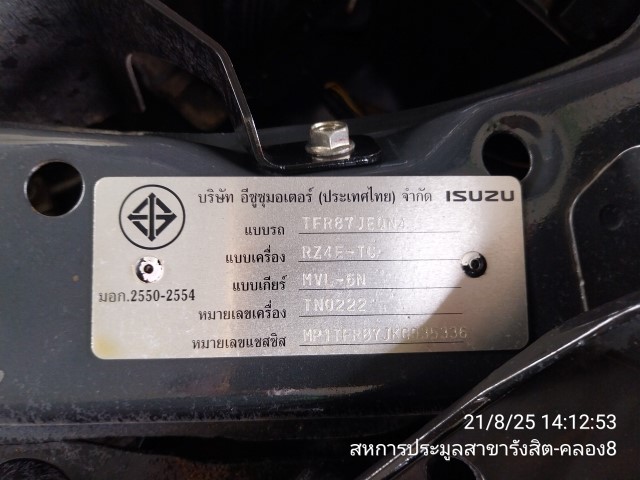 บริษัท อีซูซุมอเตอร์ (ประเทศไทย) จำกัด ISUZU
แบบรถ
แบบเครื่อง RZ4E-TC
แบบเกียร์ MVL-6N
มอก.2550-2554
หมายเลขเครื่อง
หมายเลขแชสซิส
21/8/25 14:12:53
สหการประมูลสาขารังสิต-คลอง8